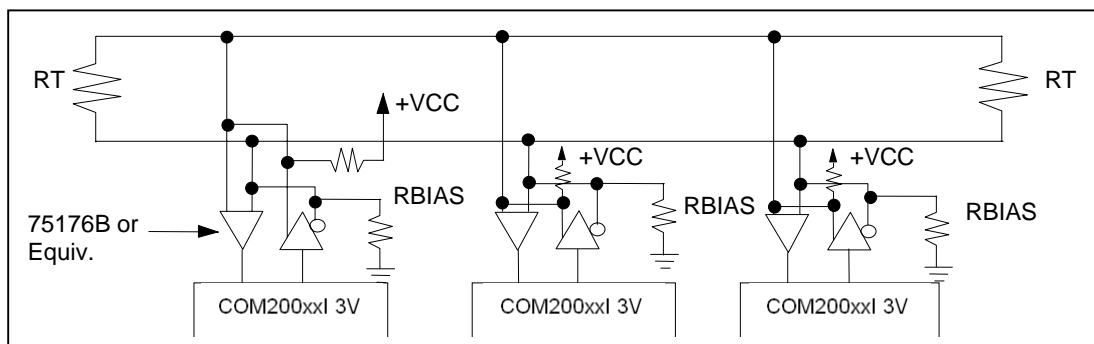 RT
RT
+VCC
+VCC
+VCC
RBIAS
RBIAS
RBIAS
75176B or
Equiv.
COM200xxI 3V
COM200xxI 3V
COM200xxI 3V